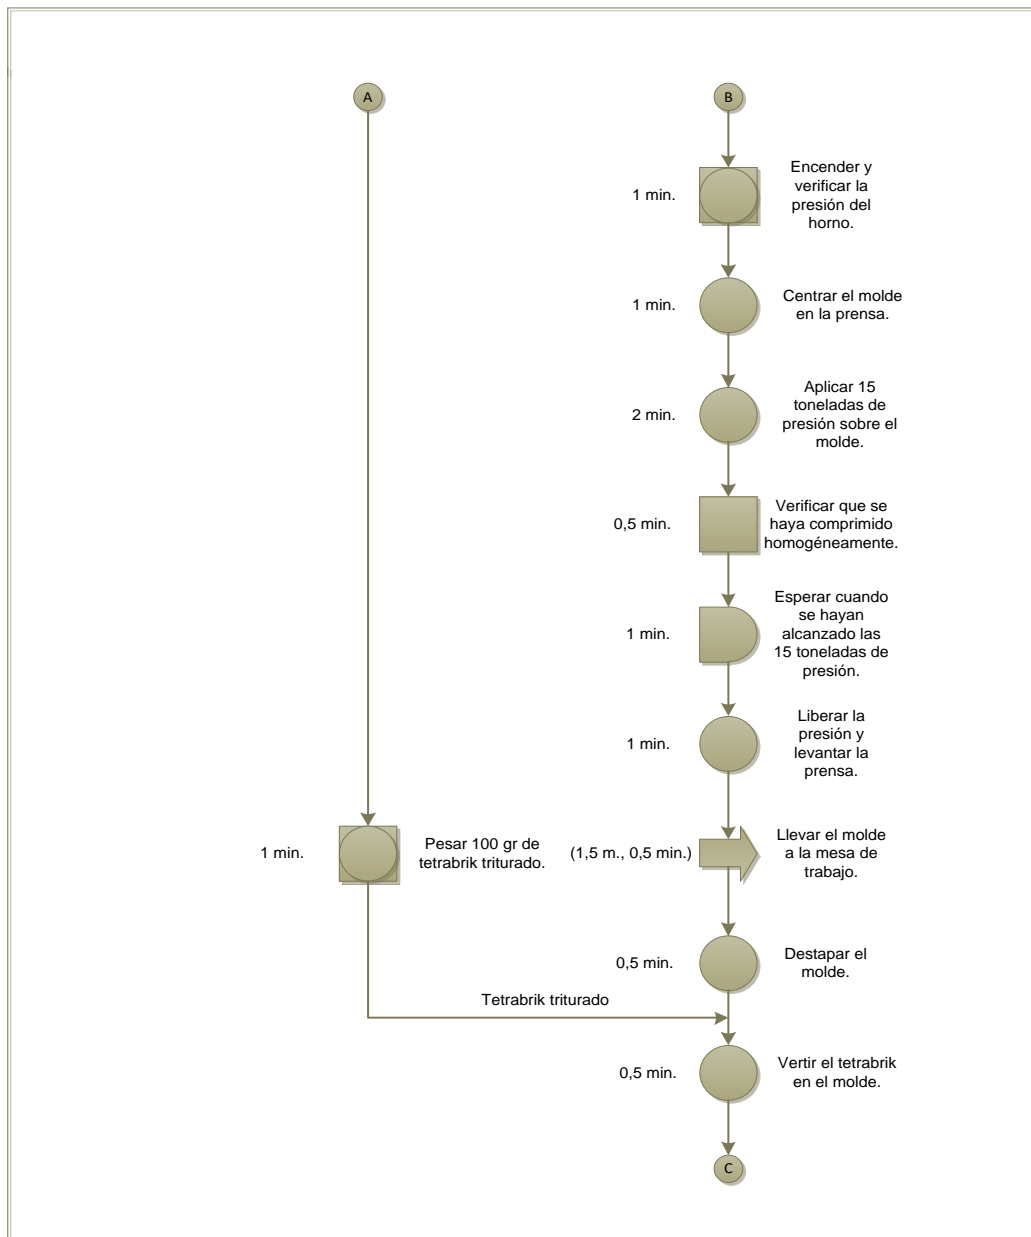 A
B
1 min.
Encender y
verificar la
presión del
horno.
1 min.
Centrar el molde
en la prensa.
2 min.
Aplicar 15
toneladas de
presión sobre el
molde.
0,5 min.
Verificar que se
haya comprimido
homogéneamente.
1 min.
Esperar cuando
se hayan
alcanzado las
15 toneladas de
presión.
1 min.
Liberar la
presión y
levantar la
prensa.
1 min.
Pesar 100 gr de
tetrabrik triturado.
(1,5 m., 0,5 min.)
Llevar el molde
a la mesa de
trabajo.
0,5 min.
Destapar el
molde.
Tetrabrik triturado
0,5 min.
Vertir el tetrabrik
en el molde.
C